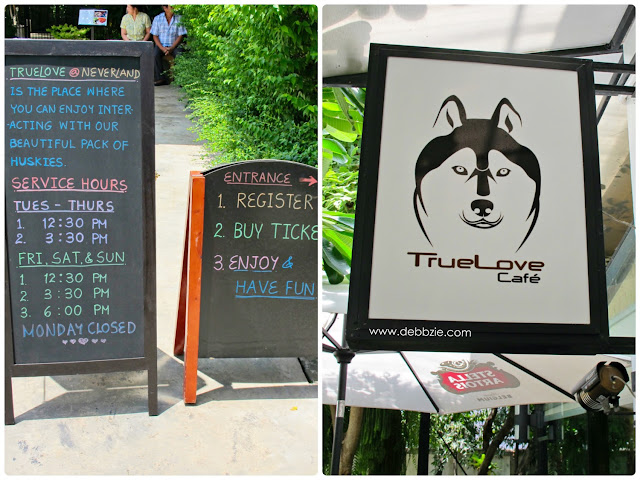 TRUELOVE @ NEVERLAND
IS THE PLACE WHERE
YOU CAN ENJOY INTER-
ACTING WITH OUR
BEAUTIFUL PACK OF
HUSKIES.
SERVICE HOURS
TUES - THURS
1. 12:30 PM
2. 3:30 PM
FRI, SAT, & SUN
1. 12:30 PM
2. 3:30 PM
3. 6:00 PM
MONDAY CLOSED
ENTRANCE →
1. REGISTER
2. BUY TICKE
3. ENJOY &
HAVE FUN
TrueLove
Café
www.debbzie.com
STELLA
ARTOIS
BELGIUM